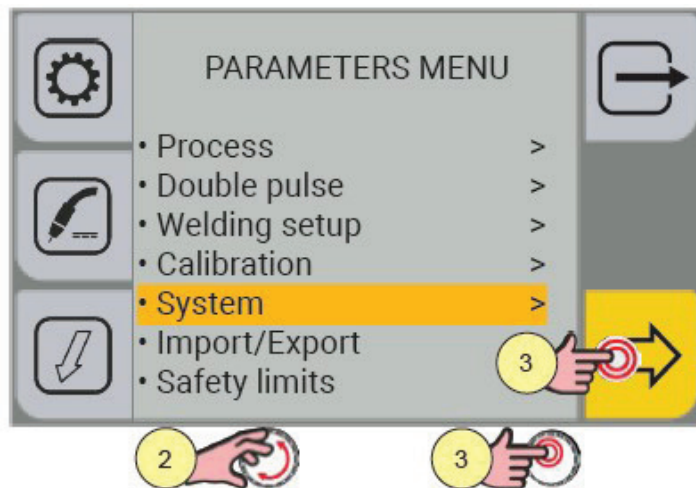 PARAMETERS MENU
• Process >
• Double pulse >
• Welding setup >
• Calibration >
• System >
• Import/Export
• Safety limits
3
2
3